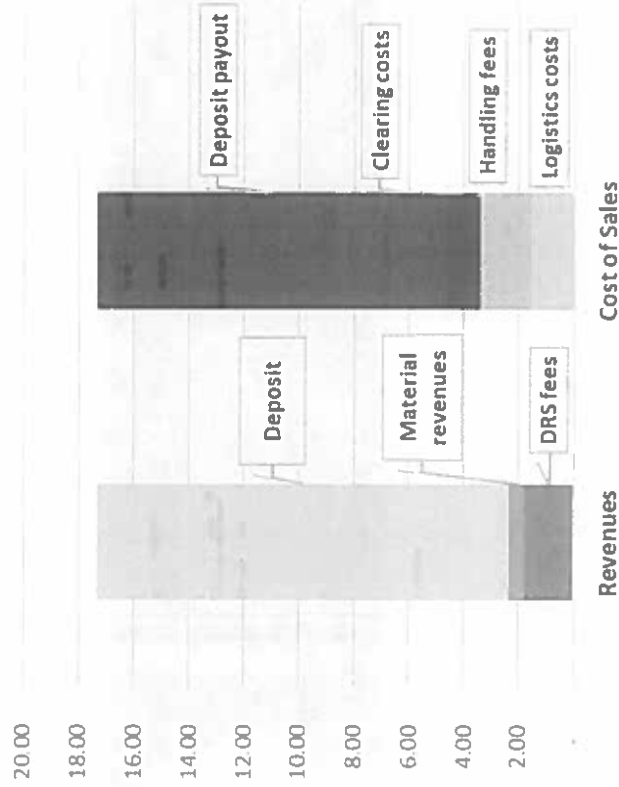 20.00
18.00
16.00
14.00
12.00
10.00
8.00
6.00
4.00
2.00
Deposit
Material
revenues
DRS fees
Deposit payout
Clearing costs
Handling fees
Logistics costs
Revenues
Cost of Sales